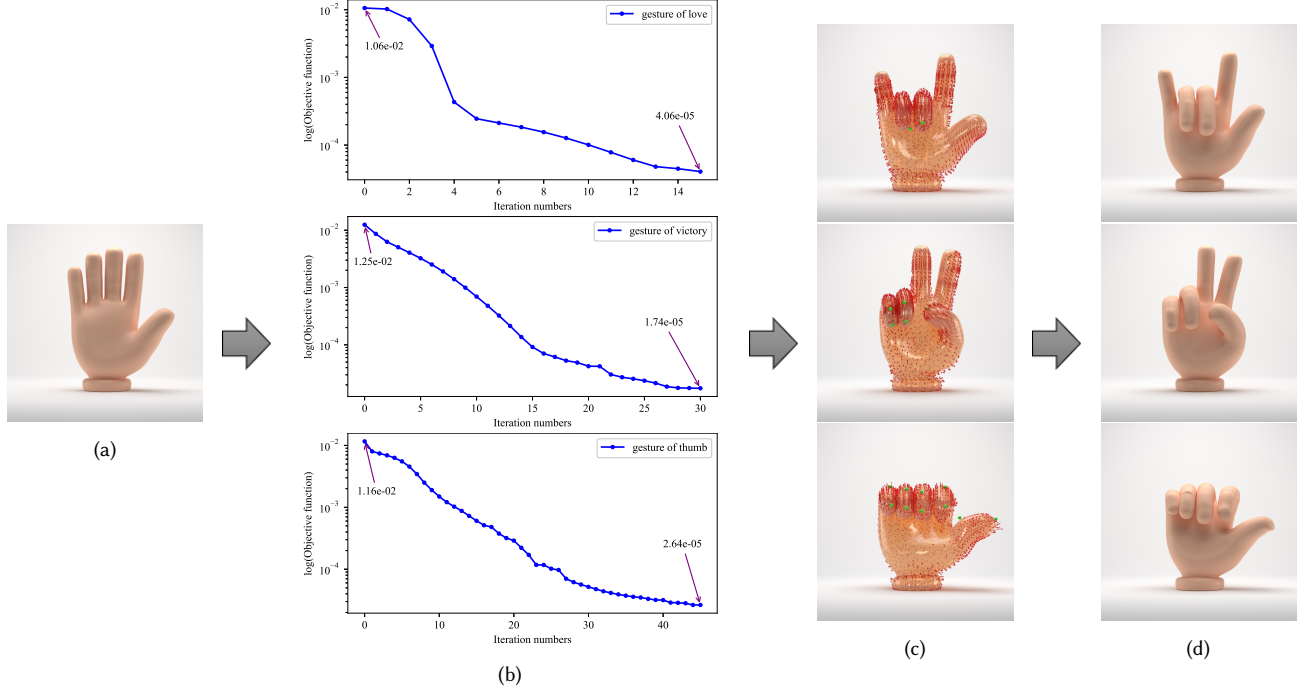 10⁻²
10⁻³
10⁻⁴
log(Objective function)
gesture of love
1.06e-02
4.06e-05
0 2 4 6 8 10 12 14
Iteration numbers
10⁻²
10⁻⁴
log(Objective function)
gesture of victory
1.25e-02
1.74e-05
0 5 10 15 20 25 30
Iteration numbers
10⁻²
10⁻³
10⁻⁴
log(Objective function)
gesture of thumb
1.16e-02
2.64e-05
0 10 20 30 40
Iteration numbers
(a)
(b)
(c)
(d)